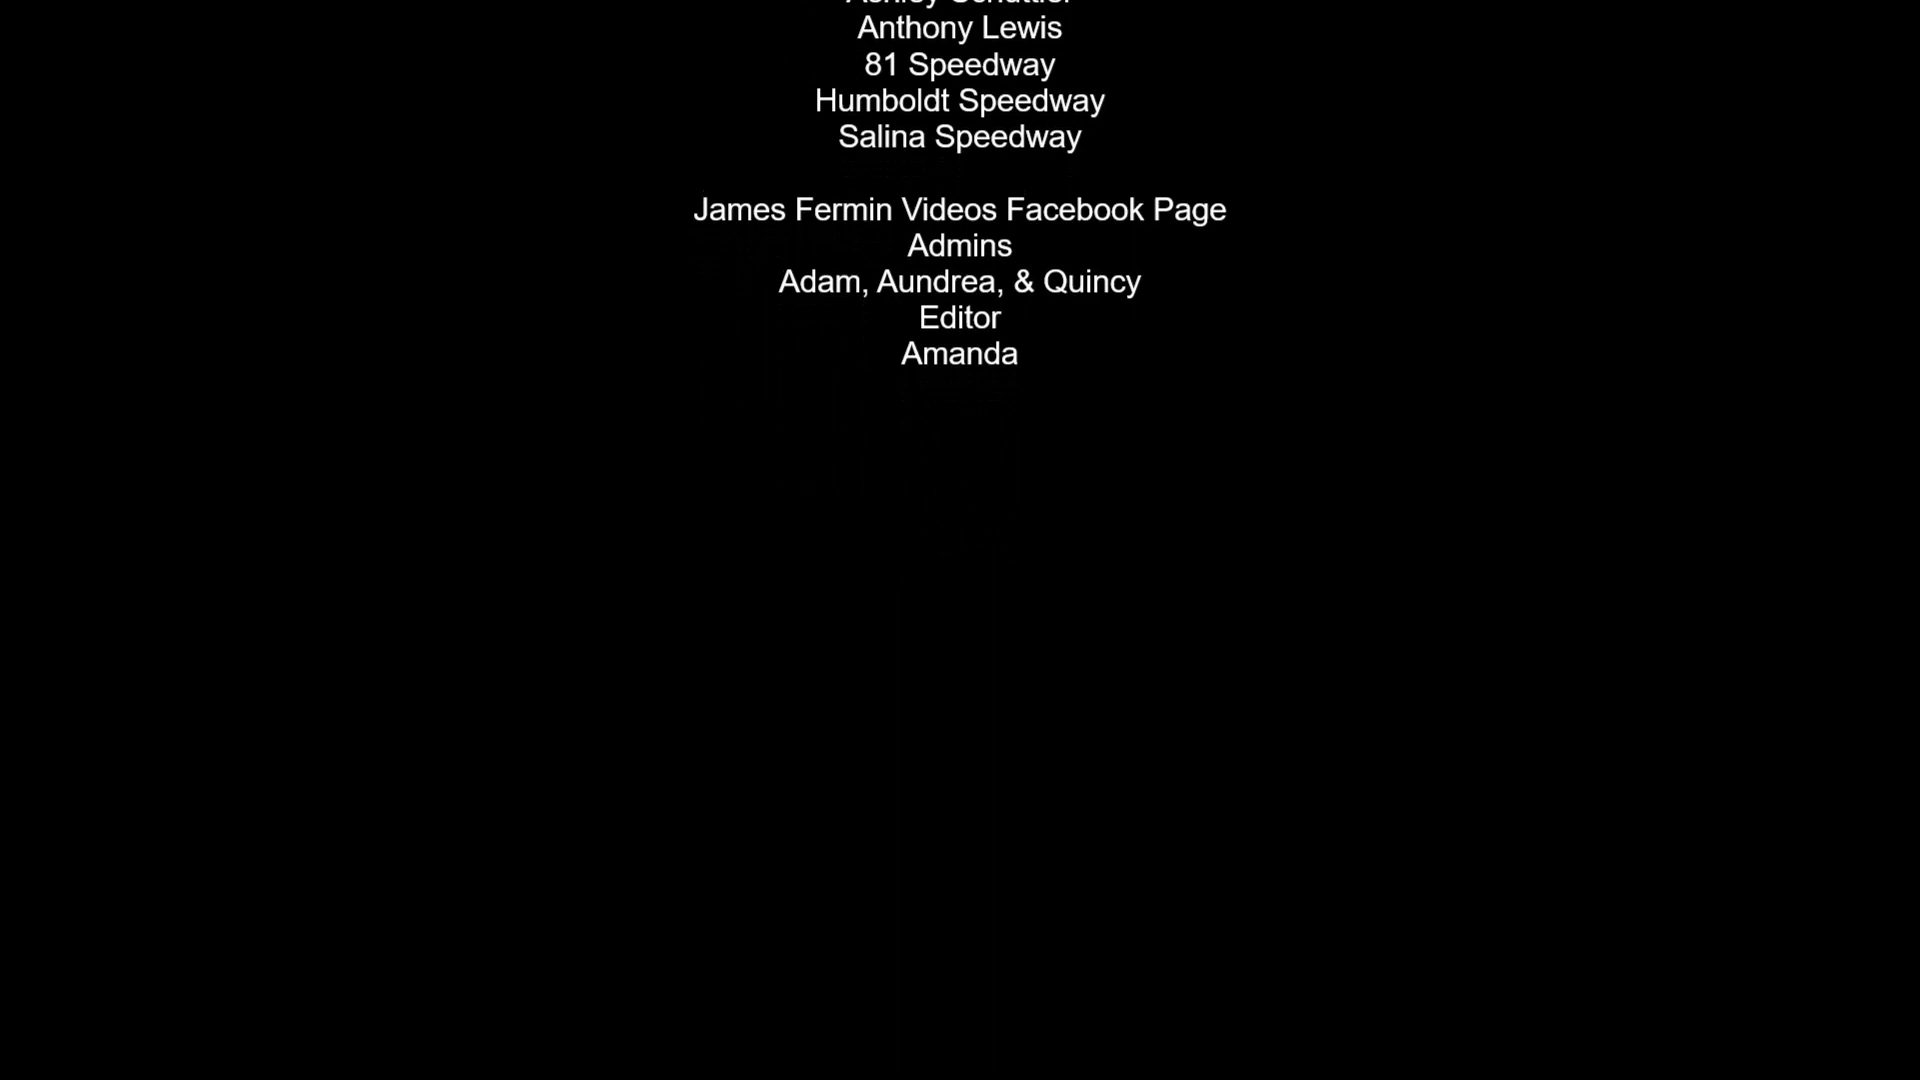 Anthony Lewis
81 Speedway
Humboldt Speedway
Salina Speedway
James Fermin Videos Facebook Page
Admins
Adam, Aundrea, & Quincy
Editor
Amanda